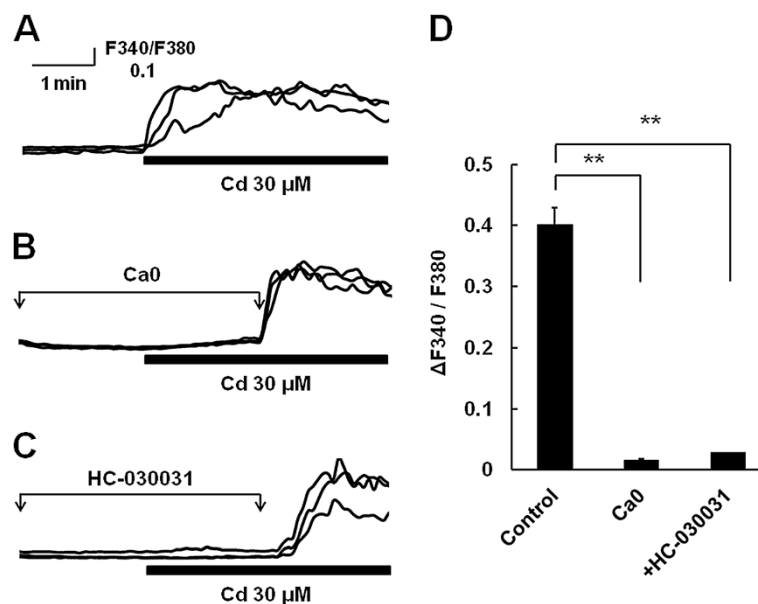 A
F340/F380
1 min
0.1
Cd 30 µM
B
Ca0
Cd 30 µM
C
HC-030031
Cd 30 µM
D
**
**
0.5
0.4
0.3
0.2
0.1
0
ΔF340 / F380
Control
Ca0
+HC-030031